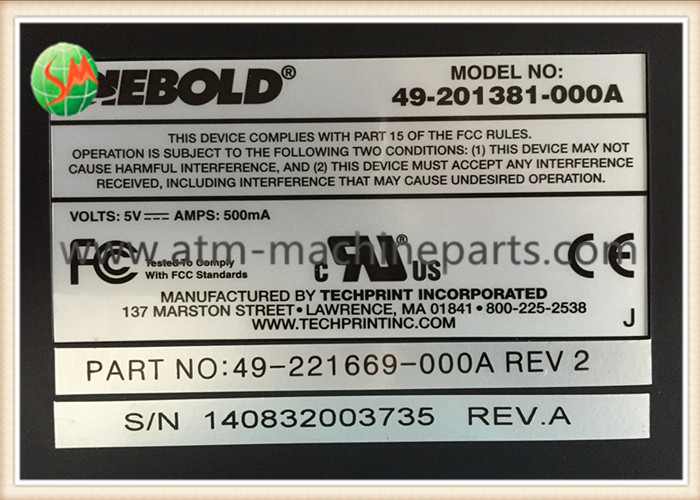 SM
IEBOLD®
MODEL NO:
49-201381-000A
THIS DEVICE COMPLIES WITH PART 15 OF THE FCC RULES.
OPERATION IS SUBJECT TO THE FOLLOWING TWO CONDITIONS: (1) THIS DEVICE MAY NOT
CAUSE HARMFUL INTERFERENCE, AND (2) THIS DEVICE MUST ACCEPT ANY INTERFERENCE
RECEIVED, INCLUDING INTERFERENCE THAT MAY CAUSE UNDESIRED OPERATION.
VOLTS: 5V AMPS: 500mA
www.atm-machineparts.com
FC Tested To Comply
With FCC Standards
c RU US
CE
MANUFACTURED BY TECHPRINT INCORPORATED
137 MARSTON STREET • LAWRENCE, MA 01841 • 800-225-2538
WWW.TECHPRINTINC.COM
J
PART NO:49-221669-000A REV 2
S/N 140832003735 REV.A